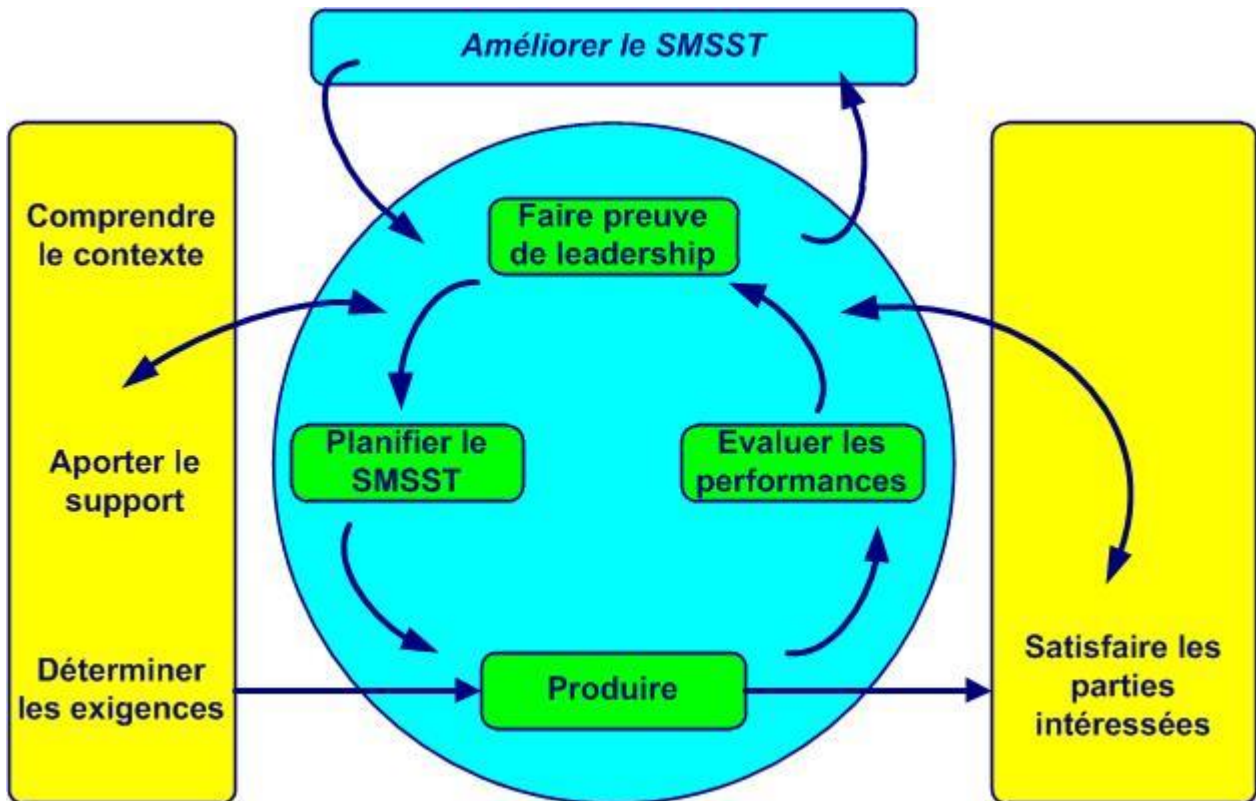 Améliorer le SMSST
Comprendre
le contexte
Aporter le
support
Déterminer
les exigences
Faire preuve
de leadership
Planifier le
SMSST
Evaluer les
performances
Produire
Satisfaire les
parties
intéressées